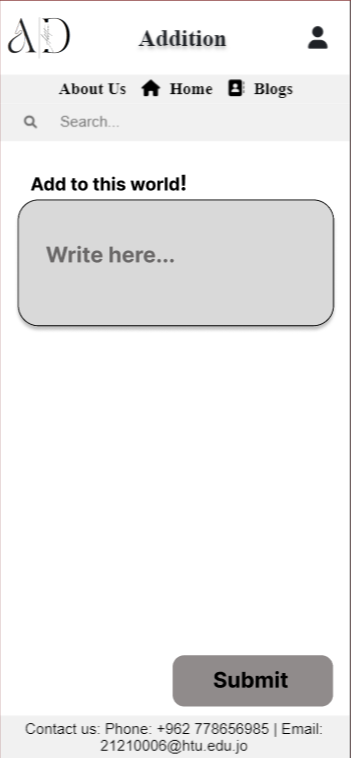 AD
Addition
About Us Home Blogs
Search...
Add to this world!
Write here...
Submit
Contact us: Phone: +962 778656985 | Email:
21210006@htu.edu.jo